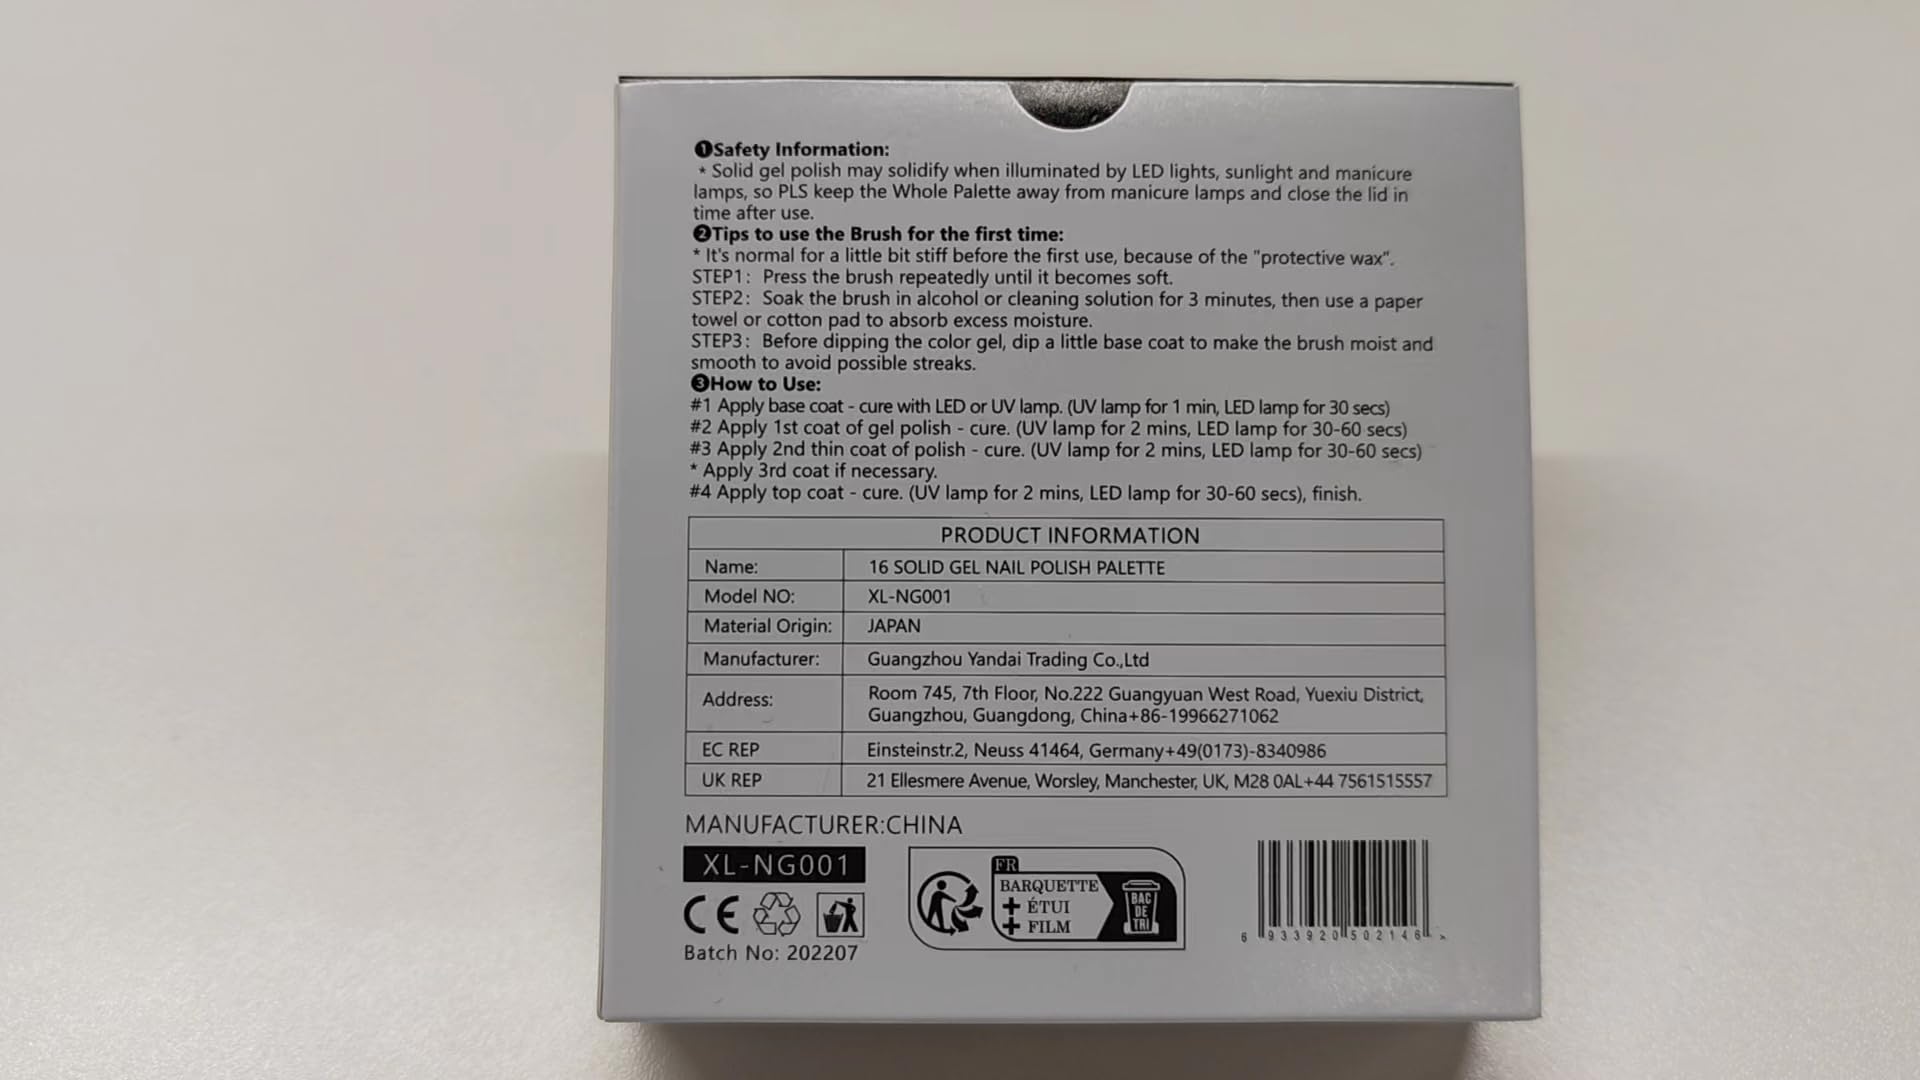 ❶Safety Information:
* Solid gel polish may solidify when illuminated by LED lights, sunlight and manicure
lamps, so PLS keep the Whole Palette away from manicure lamps and close the lid in
time after use.
❷Tips to use the Brush for the first time:
* It's normal for a little bit stiff before the first use, because of the "protective wax".
STEP1: Press the brush repeatedly until it becomes soft.
STEP2: Soak the brush in alcohol or cleaning solution for 3 minutes, then use a paper
towel or cotton pad to absorb excess moisture.
STEP3: Before dipping the color gel, dip a little base coat to make the brush moist and
smooth to avoid possible streaks.
❸How to Use:
#1 Apply base coat - cure with LED or UV lamp. (UV lamp for 1 min, LED lamp for 30 secs)
#2 Apply 1st coat of gel polish - cure. (UV lamp for 2 mins, LED lamp for 30-60 secs)
#3 Apply 2nd thin coat of polish - cure. (UV lamp for 2 mins, LED lamp for 30-60 secs)
* Apply 3rd coat if necessary.
#4 Apply top coat - cure. (UV lamp for 2 mins, LED lamp for 30-60 secs), finish.
PRODUCT INFORMATION
Name: 16 SOLID GEL NAIL POLISH PALETTE
Model NO: XL-NG001
Material Origin: JAPAN
Manufacturer: Guangzhou Yandai Trading Co.,Ltd
Address: Room 745, 7th Floor, No.222 Guangyuan West Road, Yuexiu District,
Guangzhou, Guangdong, China+86-19966271062
EC REP Einsteinstr.2, Neuss 41464, Germany+49(0173)-8340986
UK REP 21 Ellesmere Avenue, Worsley, Manchester, UK, M28 0AL+44 7561515557
MANUFACTURER:CHINA
XL-NG001
CE
Batch No: 202207
FR
BARQUETTE
+ ÉTUI
+ FILM
BAC
DE
TRI
6 933920 502146 >